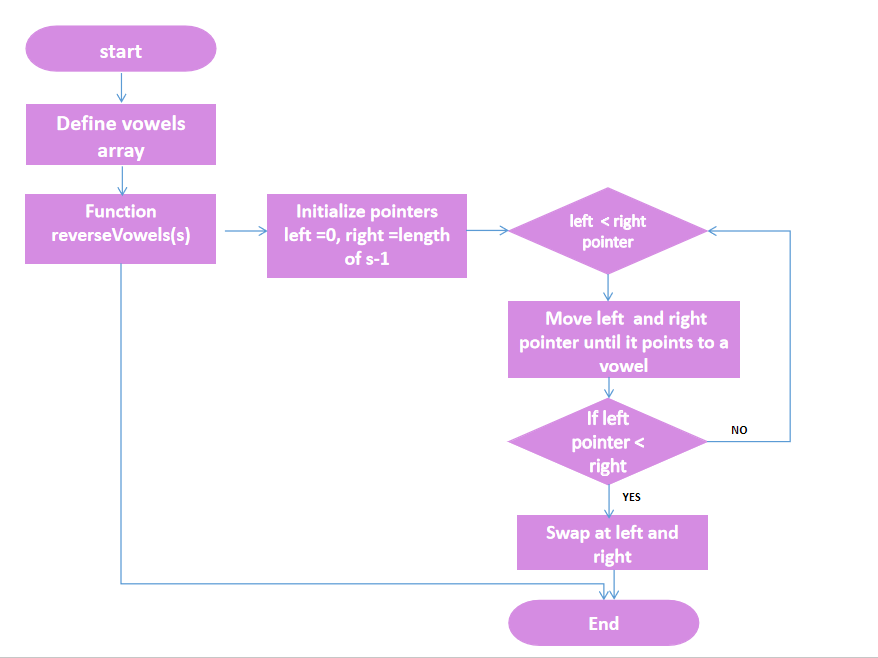 start
Define vowels
array
Function
reverseVowels(s)
Initialize pointers
left =0, right =length
of s-1
left < right
pointer
Move left and right
pointer until it points to a
vowel
If left
pointer <
right
NO
YES
Swap at left and
right
End